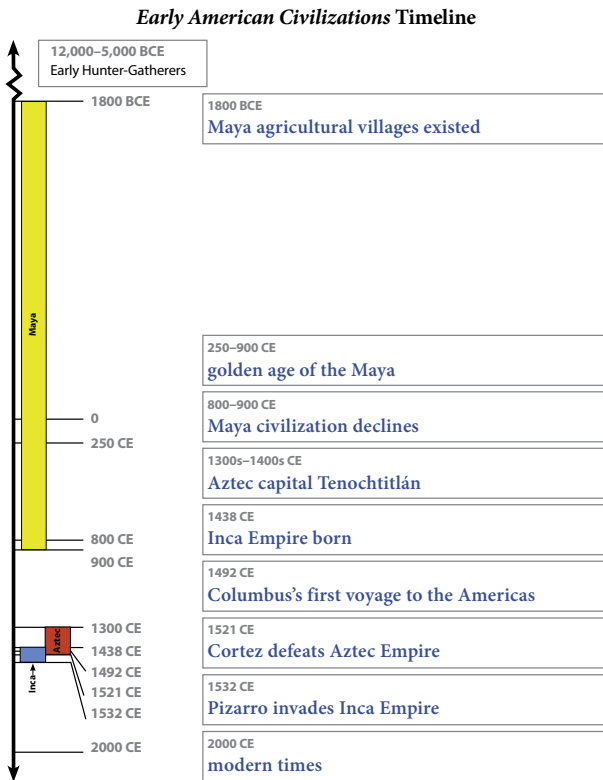 Early American Civilizations Timeline
12,000–5,000 BCE
Early Hunter-Gatherers
1800 BCE
Maya
0
250 CE
800 CE
900 CE
1300 CE
Aztec
1438 CE
1492 CE
Inca
1521 CE
1532 CE
2000 CE
1800 BCE
Maya agricultural villages existed
250–900 CE
golden age of the Maya
800–900 CE
Maya civilization declines
1300s–1400s CE
Aztec capital Tenochtitlán
1438 CE
Inca Empire born
1492 CE
Columbus's first voyage to the Americas
1521 CE
Cortez defeats Aztec Empire
1532 CE
Pizarro invades Inca Empire
2000 CE
modern times